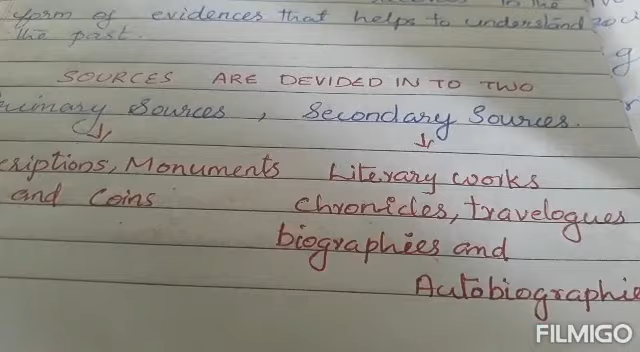 form of evidences that helps to understand
the past.
SOURCES ARE DEVIDED IN TO TWO
Sources, Secondary Sources.
Monuments Literary works
and Coins chronicles, travelogues
biographies and
FILMIGO